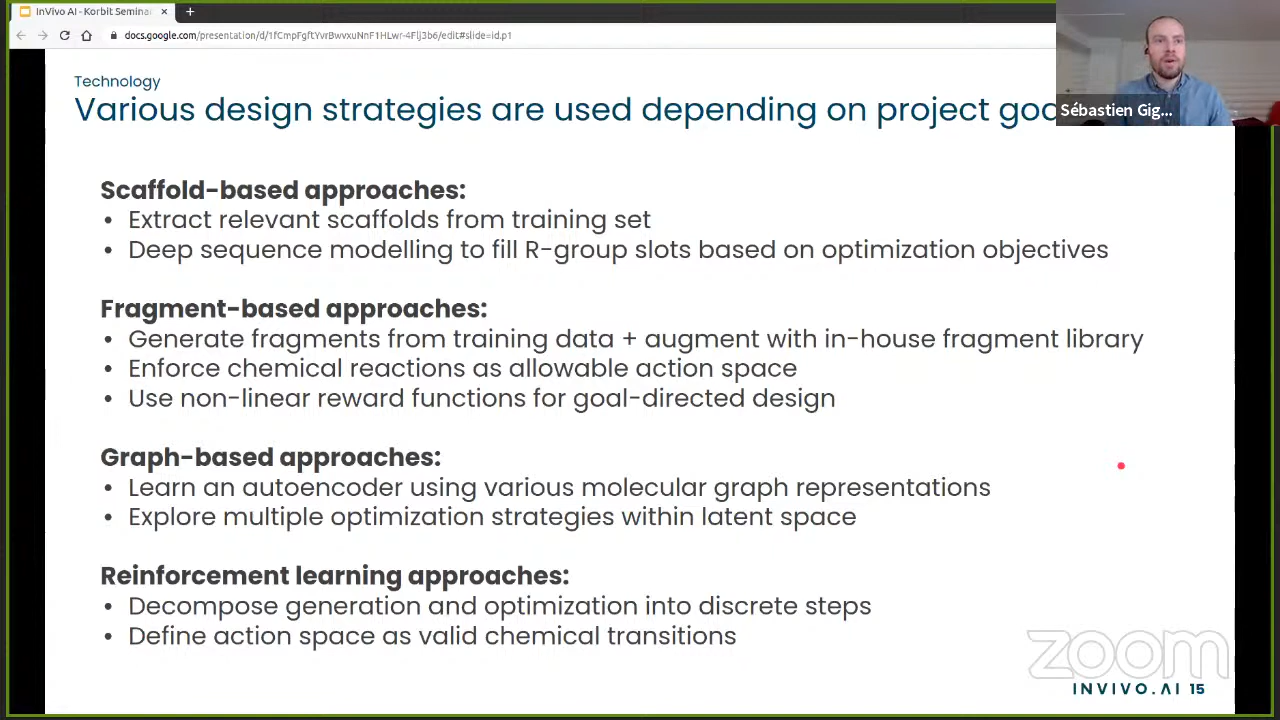 InVivo AI - Korbit Seminar
docs.google.com/presentation/d/1fCmpFgftYvrBwvxuNnF1HLwr-4Flj3b6/edit#slide=id.p1
Sébastien Gig...
Technology
Various design strategies are used depending on project goa
Scaffold-based approaches:
• Extract relevant scaffolds from training set
• Deep sequence modelling to fill R-group slots based on optimization objectives
Fragment-based approaches:
• Generate fragments from training data + augment with in-house fragment library
• Enforce chemical reactions as allowable action space
• Use non-linear reward functions for goal-directed design
Graph-based approaches:
• Learn an autoencoder using various molecular graph representations
• Explore multiple optimization strategies within latent space
Reinforcement learning approaches:
• Decompose generation and optimization into discrete steps
• Define action space as valid chemical transitions
zoom
INVIVO.AI 15